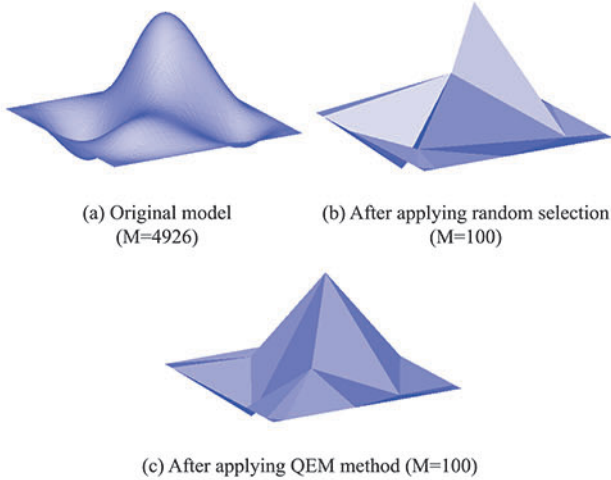 (a) Original model
(M=4926)
(b) After applying random selection
(M=100)
(c) After applying QEM method (M=100)